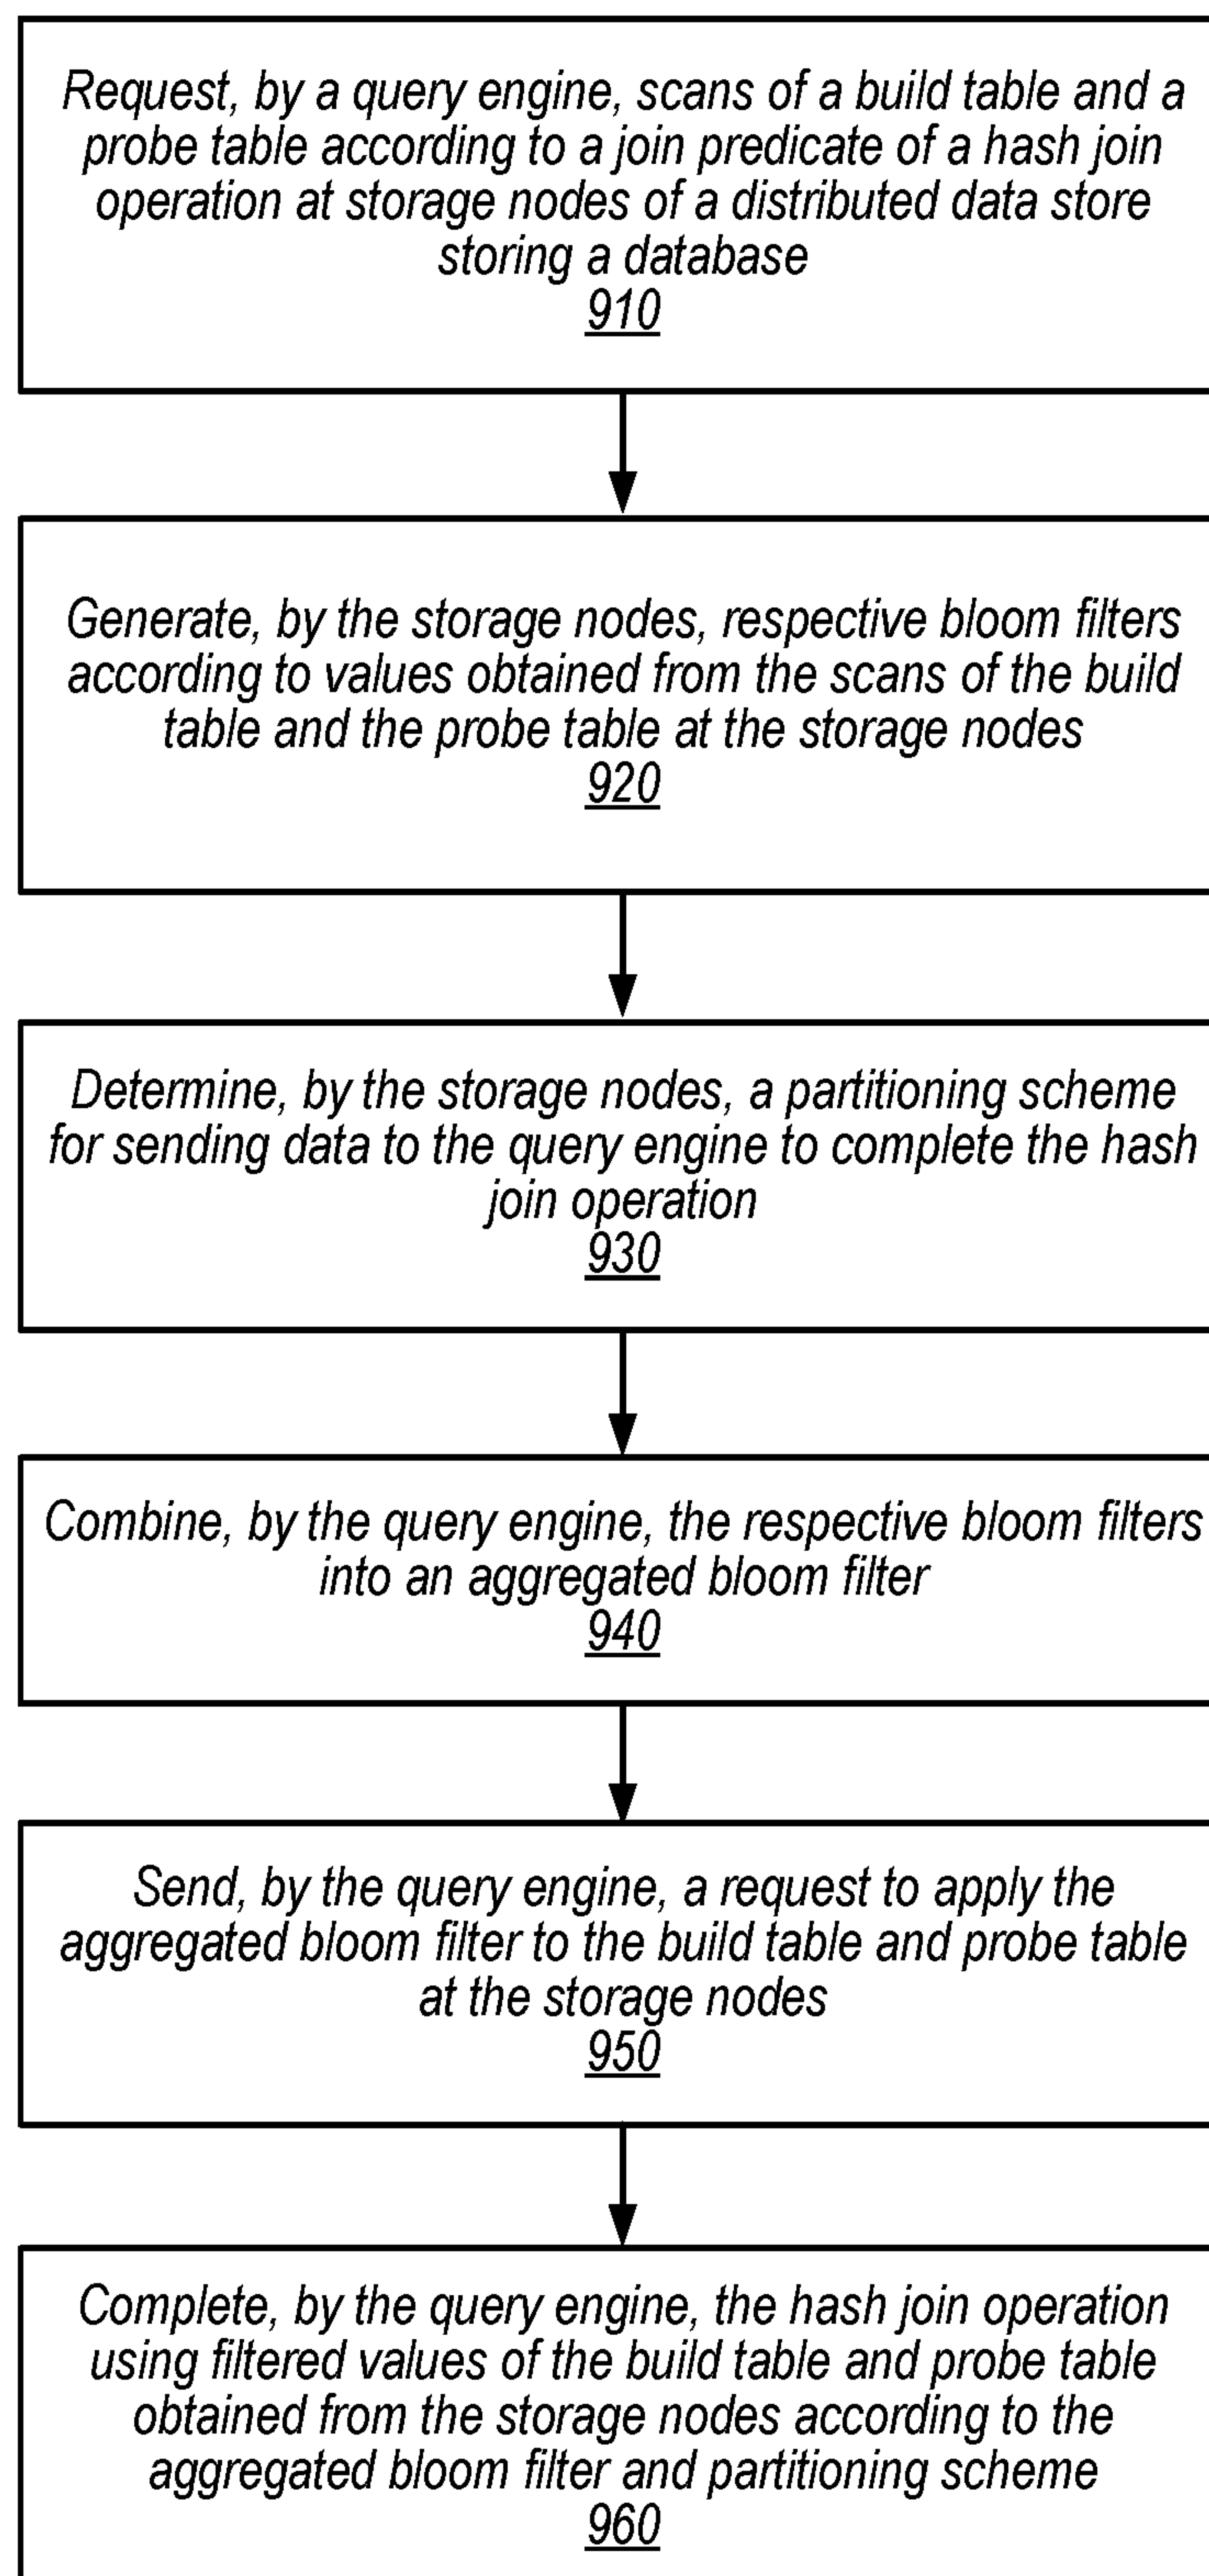 Request, by a query engine, scans of a build table and a
probe table according to a join predicate of a hash join
operation at storage nodes of a distributed data store
storing a database
910
Generate, by the storage nodes, respective bloom filters
according to values obtained from the scans of the build
table and the probe table at the storage nodes
920
Determine, by the storage nodes, a partitioning scheme
for sending data to the query engine to complete the hash
join operation
930
Combine, by the query engine, the respective bloom filters
into an aggregated bloom filter
940
Send, by the query engine, a request to apply the
aggregated bloom filter to the build table and probe table
at the storage nodes
950
Complete, by the query engine, the hash join operation
using filtered values of the build table and probe table
obtained from the storage nodes according to the
aggregated bloom filter and partitioning scheme
960